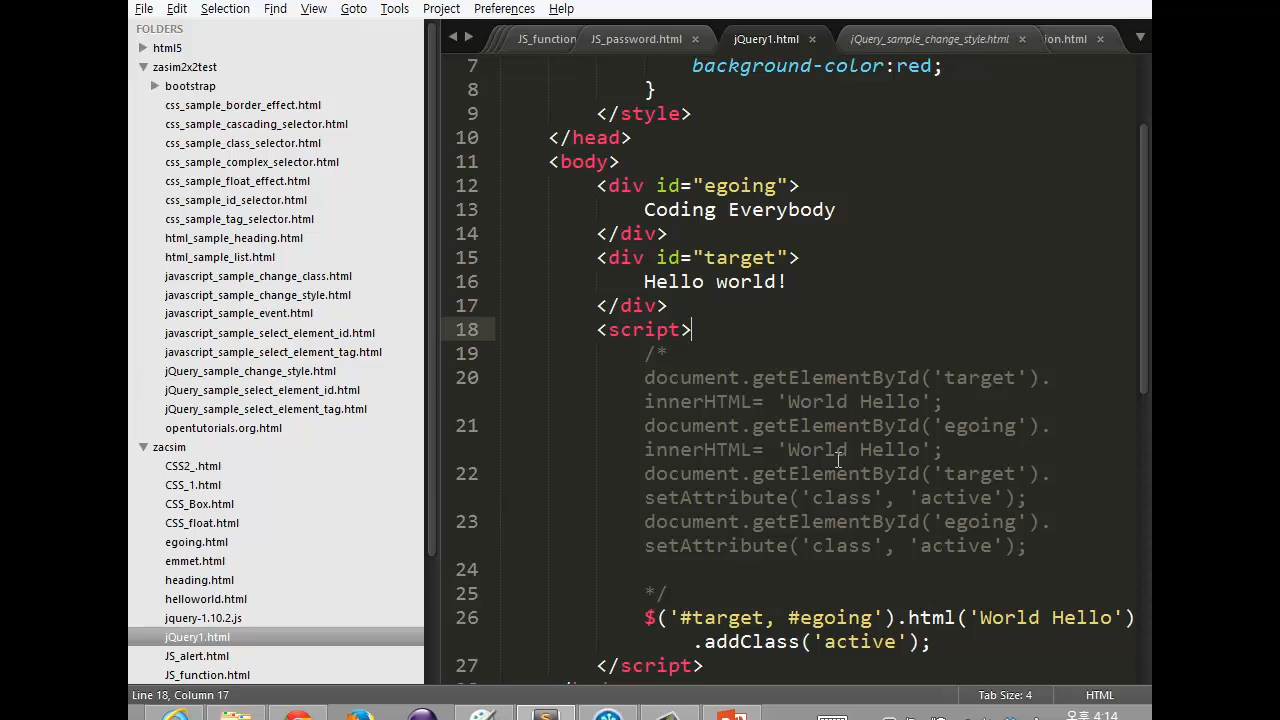 File Edit Selection Find View Goto Tools Project Preferences Help
FOLDERS
html5
zasim2x2test
bootstrap
css_sample_border_effect.html
css_sample_cascading_selector.html
css_sample_class_selector.html
css_sample_complex_selector.html
css_sample_float_effect.html
css_sample_id_selector.html
css_sample_tag_selector.html
html_sample_heading.html
html_sample_list.html
javascript_sample_change_class.html
javascript_sample_change_style.html
javascript_sample_event.html
javascript_sample_select_element_id.html
javascript_sample_select_element_tag.html
jQuery_sample_change_style.html
jQuery_sample_select_element_id.html
jQuery_sample_select_element_tag.html
opentutorials.org.html
zacsim
CSS2_.html
CSS_1.html
CSS_Box.html
CSS_float.html
egoing.html
emmet.html
heading.html
helloworld.html
jquery-1.10.2.js
jQuery1.html
JS_alert.html
JS_function.html
JS_function JS_password.html × jQuery1.html × jQuery_sample_change_style.html × ion.html ×
7 background-color:red;
8 }
9 </style>
10 </head>
11 <body>
12 <div id="egoing">
13 Coding Everybody
14 </div>
15 <div id="target">
16 Hello world!
17 </div>
18 <script>
19 /*
20 document.getElementById('target').
innerHTML= 'World Hello';
21 document.getElementById('egoing').
innerHTML= 'World Hello';
22 document.getElementById('target').
setAttribute('class', 'active');
23 document.getElementById('egoing').
setAttribute('class', 'active');
24
25 */
26 $('#target, #egoing').html('World Hello')
.addClass('active');
27 </script>
Line 18, Column 17 Tab Size: 4 HTML
오후 4:14